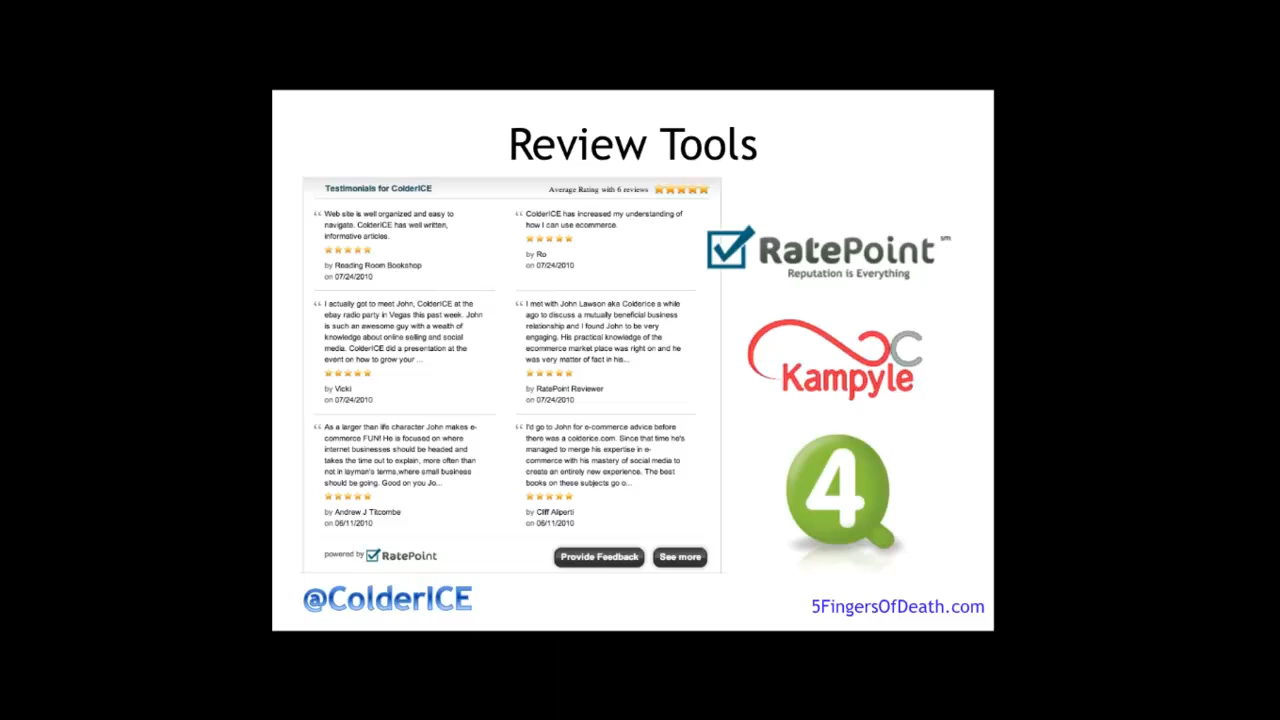 Review Tools
Testimonials for ColderICE
Average Rating with 6 reviews
“ Web site is well organized and easy to
navigate. ColderICE has well written,
informative articles.
by Reading Room Bookshop
on 07/24/2010
“ ColderICE has increased my understanding of
how I can use ecommerce.
by Ro
on 07/24/2010
“ I actually got to meet John, ColderICE at the
ebay radio party in Vegas this past week. John
is such an awesome guy with a wealth of
knowledge about online selling and social
media. ColderICE did a presentation at the
event on how to grow your ...
by Vicki
on 07/24/2010
“ I met with John Lawson aka ColderIce a while
ago to discuss a mutually beneficial business
relationship and I found John to be very
engaging. His practical knowledge of the
ecommerce market place was right on and he
was very matter of fact in his...
by RatePoint Reviewer
on 07/24/2010
“ As a larger than life character John makes e-
commerce FUN! He is focused on where
internet businesses should be headed and
takes the time out to explain, more often than
not in layman's terms,where small business
should be going. Good on you Jo...
by Andrew J Titcombe
on 06/11/2010
“ I'd go to John for e-commerce advice before
there was a colderice.com. Since that time he's
managed to merge his expertise in e-
commerce with his mastery of social media to
create an entirely new experience. The best
books on these subjects go o...
by Cliff Alperti
on 06/11/2010
powered by RatePoint
Provide Feedback
See more
RatePoint℠
Reputation is Everything
Kampyle
4
@ColderICE
5FingersOfDeath.com